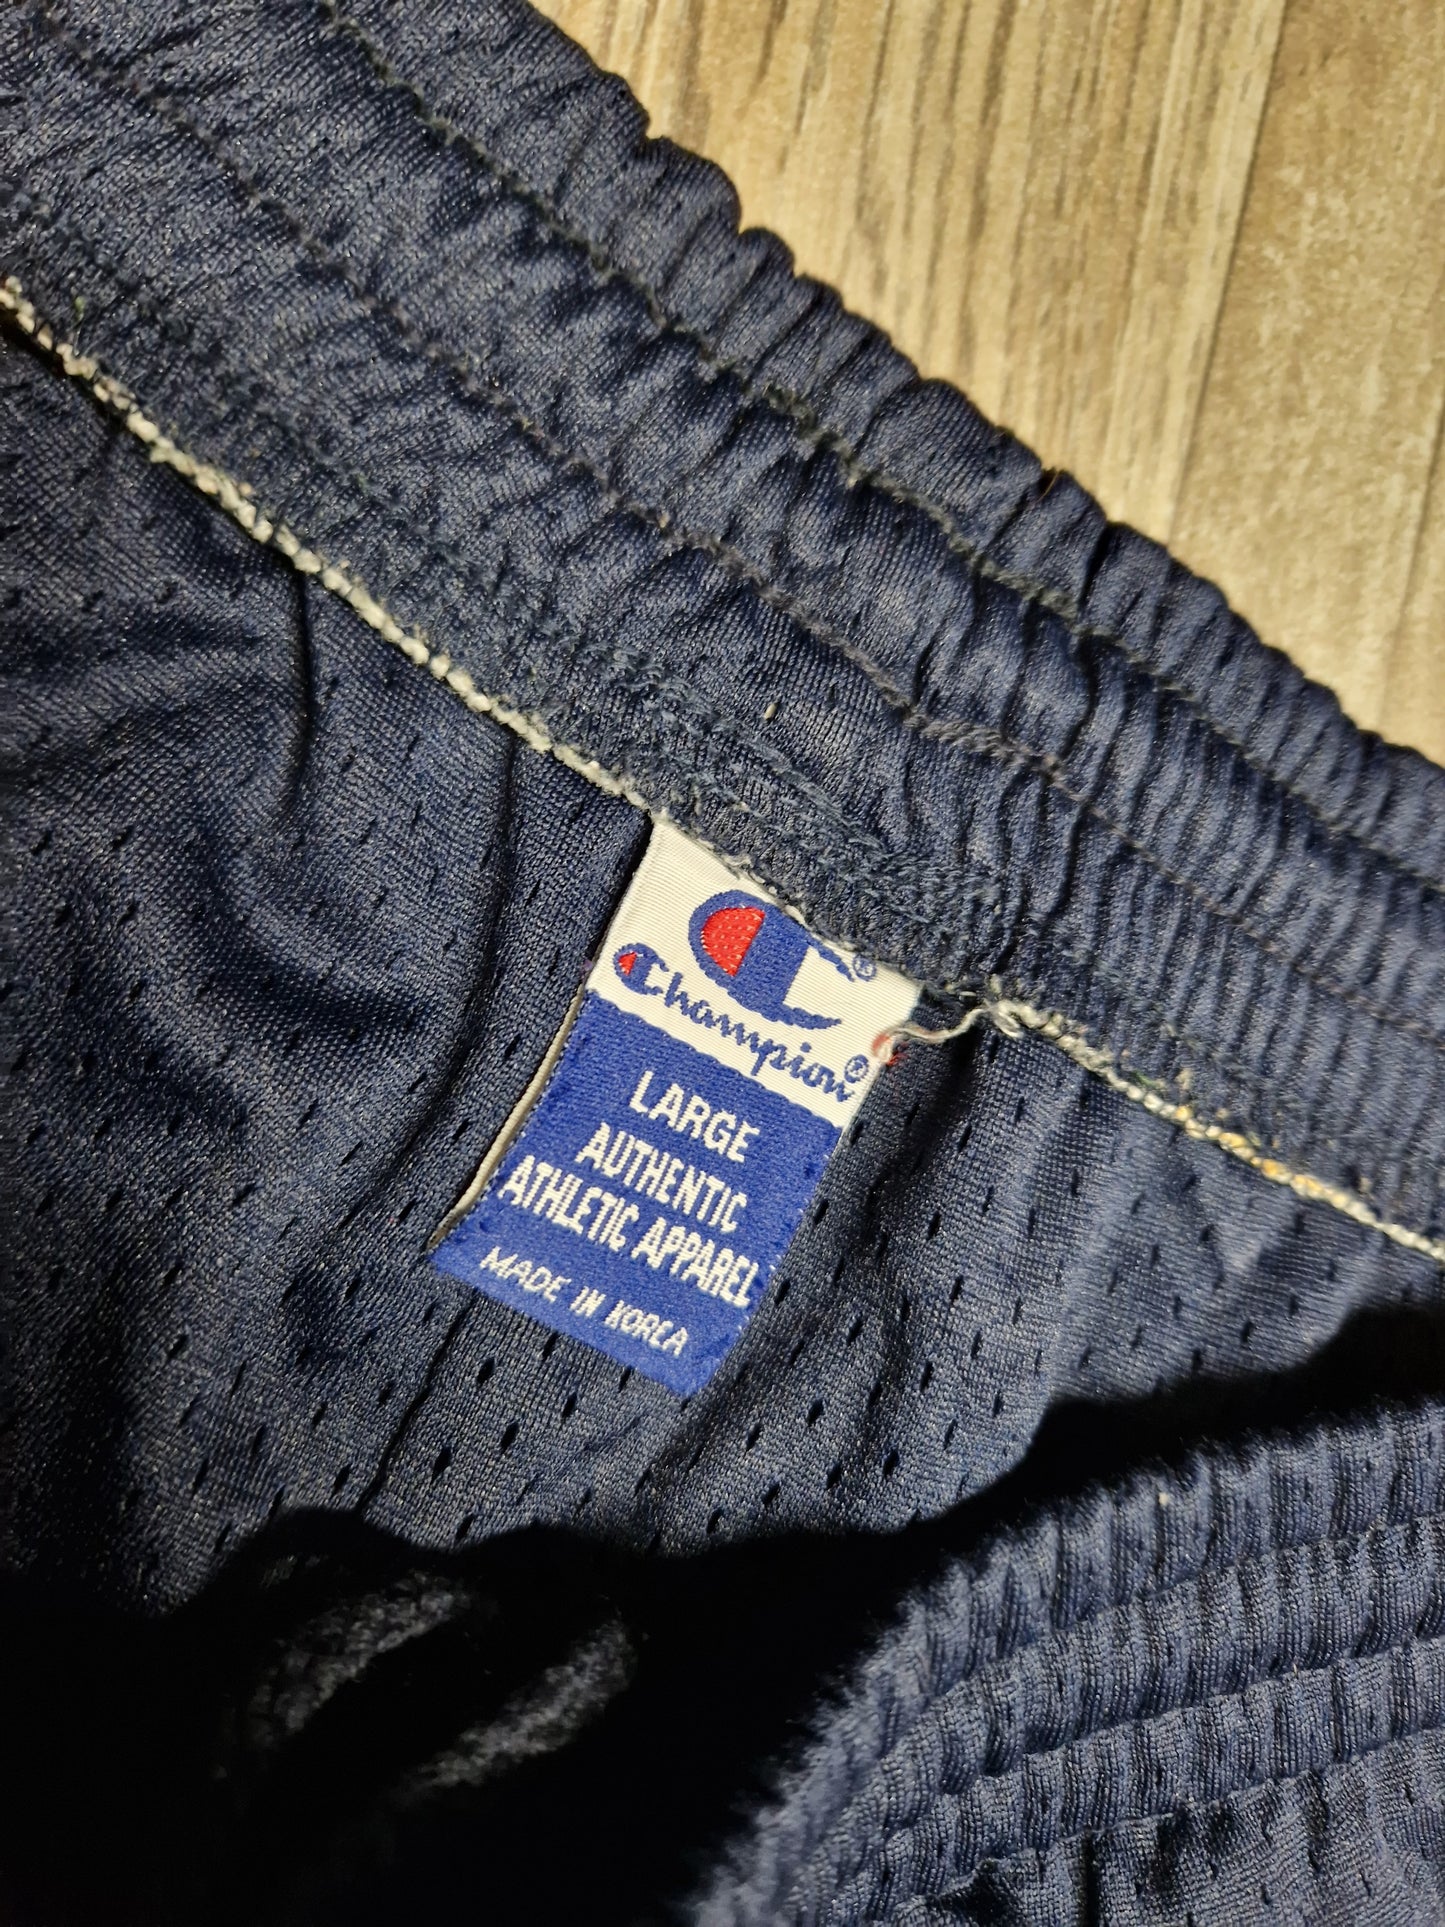 ®
Champion®
LARGE
AUTHENTIC
ATHLETIC APPAREL
MADE IN KOREA